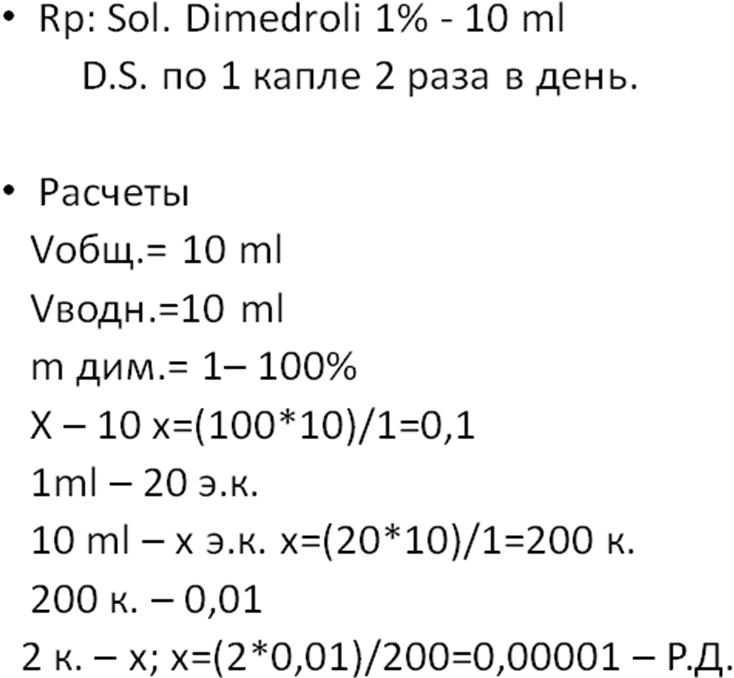 • Rp: Sol. Dimedroli 1% - 10 ml
D.S. по 1 капле 2 раза в день.
• Расчеты
Vобщ.= 10 ml
Vводн.=10 ml
m дим.= 1– 100%
X – 10 x=(100*10)/1=0,1
1ml – 20 э.к.
10 ml – x э.к. x=(20*10)/1=200 к.
200 к. – 0,01
2 к. – x; x=(2*0,01)/200=0,00001 – Р.Д.